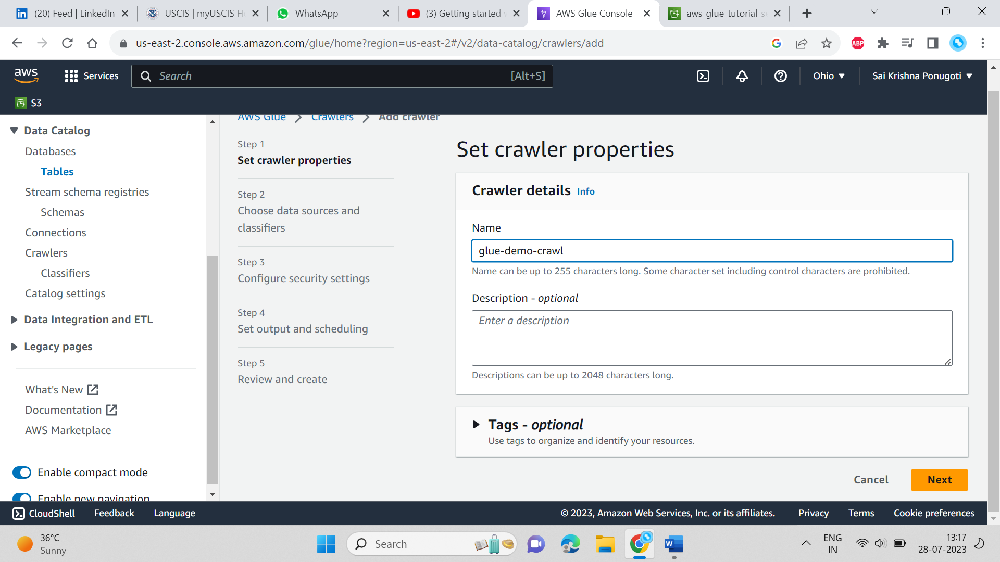 (20) Feed | LinkedIn
USCIS | myUSCIS H
WhatsApp
(3) Getting started
AWS Glue Console
aws-glue-tutorial-s
us-east-2.console.aws.amazon.com/glue/home?region=us-east-2#/v2/data-catalog/crawlers/add
ABP
aws
Services
Search
[Alt+S]
Ohio
Sai Krishna Ponugoti
S3
Data Catalog
Databases
Tables
Stream schema registries
Schemas
Connections
Crawlers
Classifiers
Catalog settings
Data Integration and ETL
Legacy pages
What's New
Documentation
AWS Marketplace
Enable compact mode
Enable new navigation
AWS Glue
Crawlers
Add crawler
Step 1
Set crawler properties
Step 2
Choose data sources and
classifiers
Step 3
Configure security settings
Step 4
Set output and scheduling
Step 5
Review and create
Set crawler properties
Crawler details Info
Name
glue-demo-crawl
Name can be up to 255 characters long. Some character set including control characters are prohibited.
Description - optional
Enter a description
Descriptions can be up to 2048 characters long.
Tags - optional
Use tags to organize and identify your resources.
Cancel
Next
CloudShell
Feedback
Language
© 2023, Amazon Web Services, Inc. or its affiliates.
Privacy
Terms
Cookie preferences
36°C
Sunny
Search
W
ENG
IN
13:17
28-07-2023